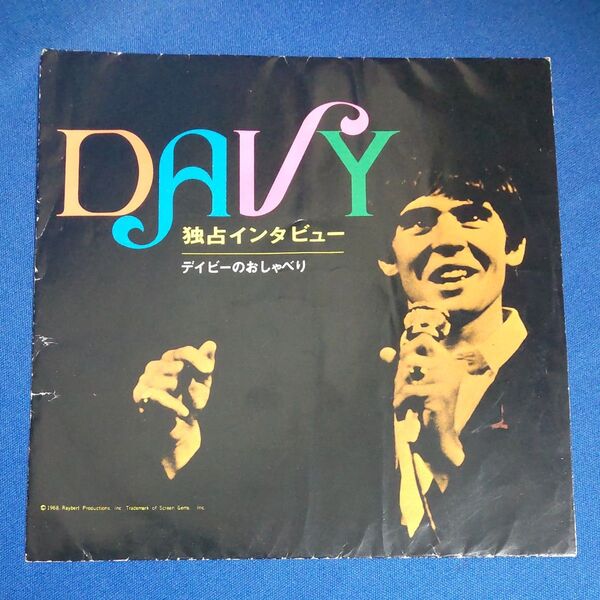 DAVY
独占インタビュー
デイビーのおしゃべり
©1968. Raybert Productions, Inc. Trademark of Screen Gems, Inc.